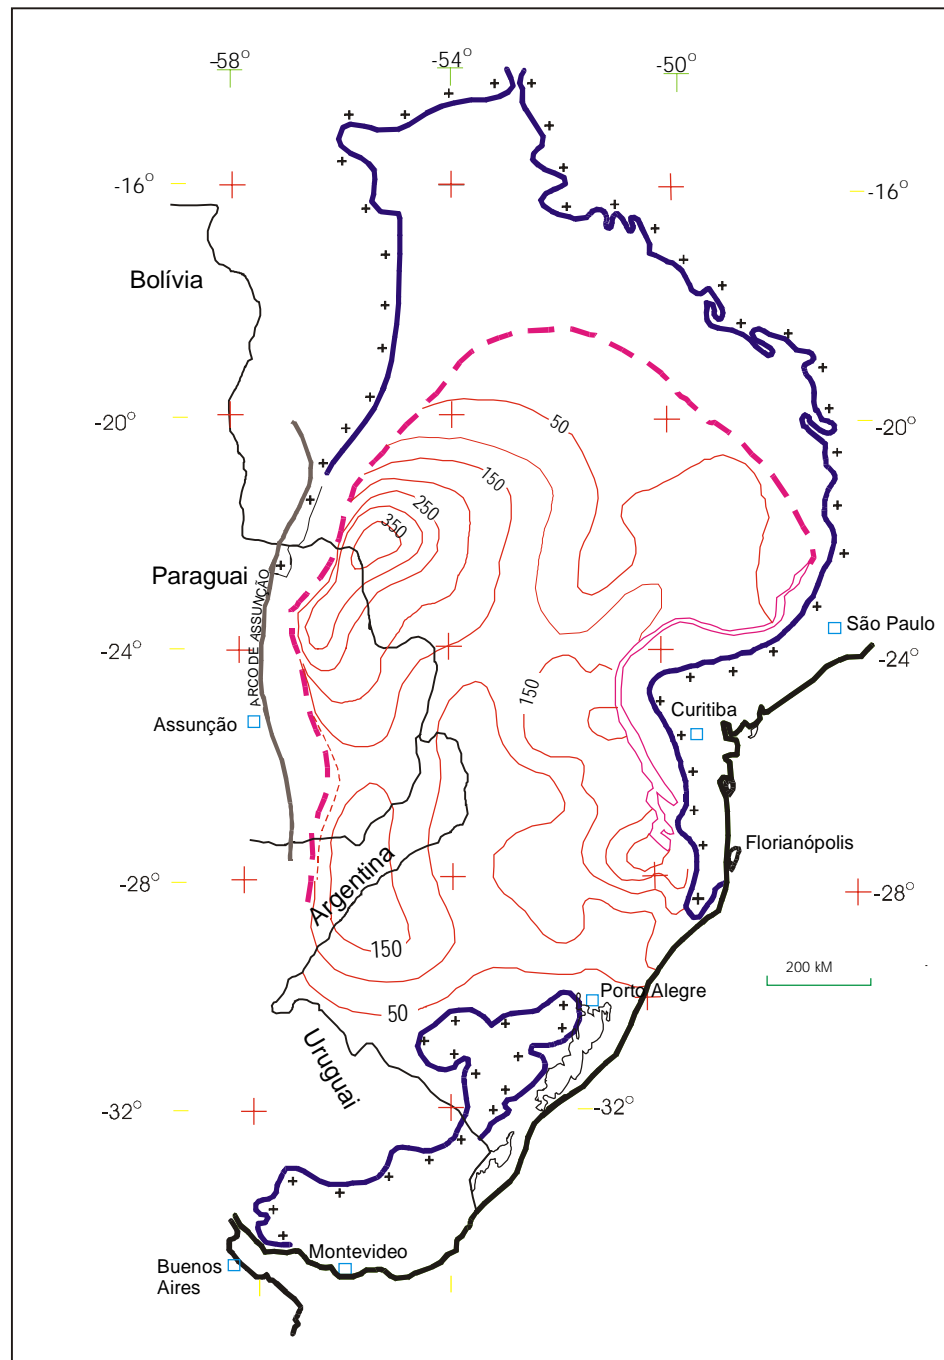 -58°
-54°
-50°
-16°
-16°
Bolívia
-20°
50
-20°
150
250
350
Paraguai
ARCO DE ASSUNÇÃO
São Paulo
-24°
-24°
150
Assunção
Curitiba
Florianópolis
Argentina
-28°
-28°
150
200 kM
Porto Alegre
50
Uruguai
-32°
-32°
Montevideo
Buenos
Aires